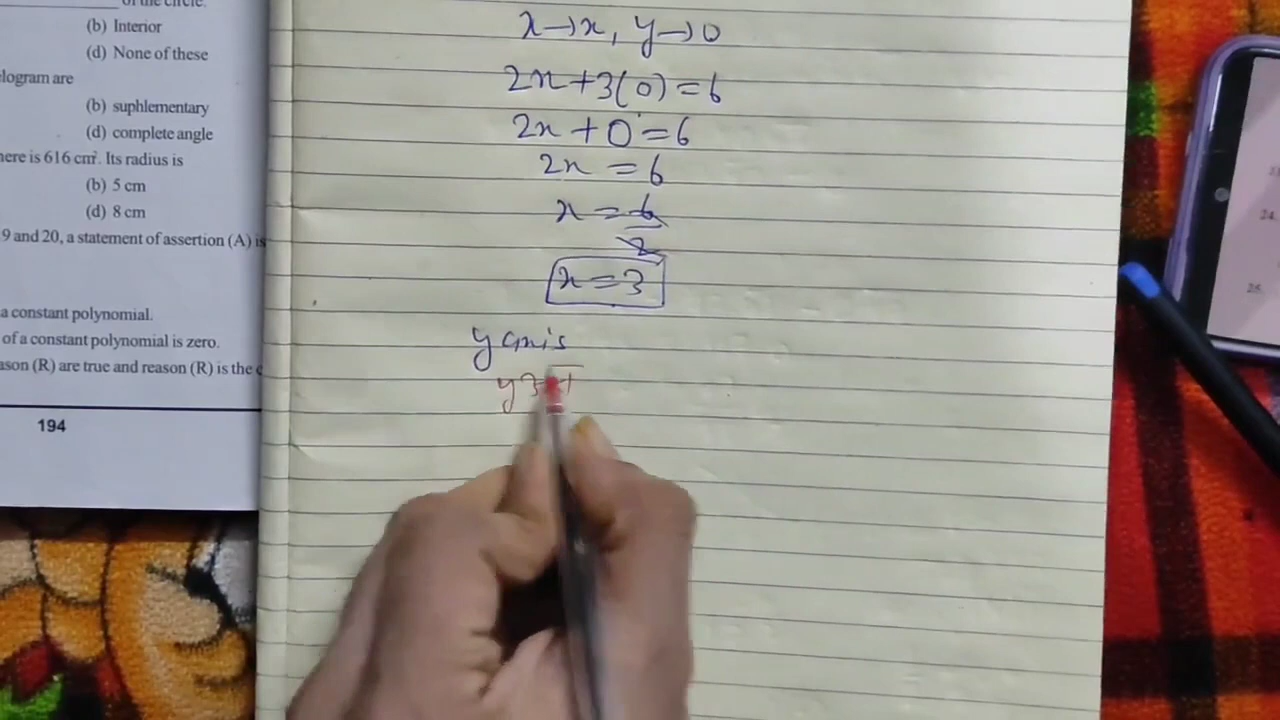 of the circle.
(b) Interior
(d) None of these
elogram are
(b) suphlementary
(d) complete angle
here is 616 cm². Its radius is
(b) 5 cm
(d) 8 cm
9 and 20, a statement of assertion (A) is
a constant polynomial.
of a constant polynomial is zero.
ason (R) are true and reason (R) is the
194
x→x, y→0
2x+3(0)=6
2x+0=6
2x=6
x=6/2
x=3
y axis
24.
25.